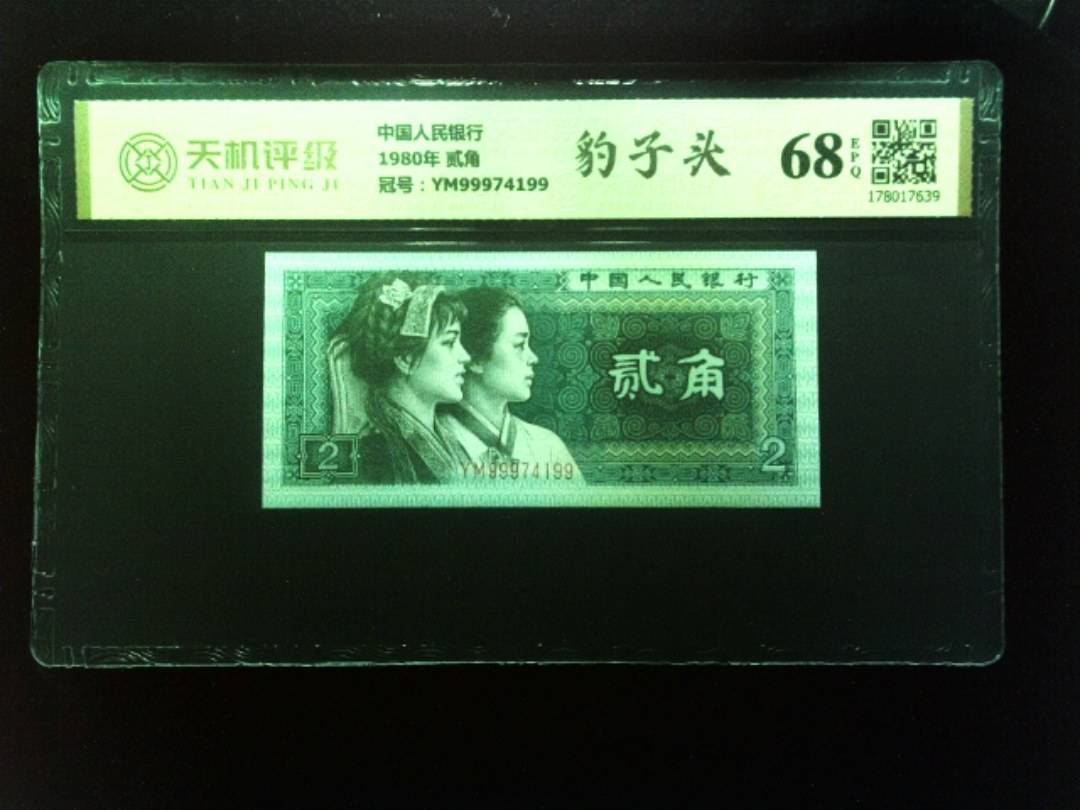 天机评级
TIAN JI PING JI
中国人民银行
1980年 贰角
冠号：YM99974199
豹子头
68
EPQ
178017639
中国人民银行
贰角
2
YM99974199
2